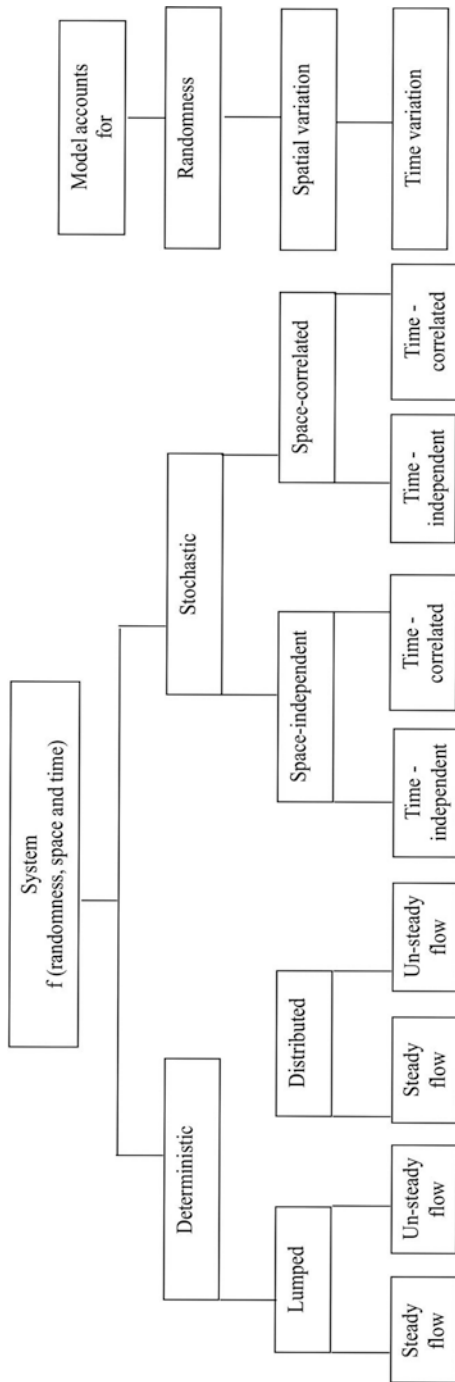 System
f (randomness, space and time)
Model accounts
for
Deterministic
Stochastic
Randomness
Lumped
Distributed
Space-independent
Space-correlated
Spatial variation
Steady
flow
Un-steady
flow
Steady
flow
Un-steady
flow
Time -
independent
Time -
correlated
Time -
independent
Time -
correlated
Time variation